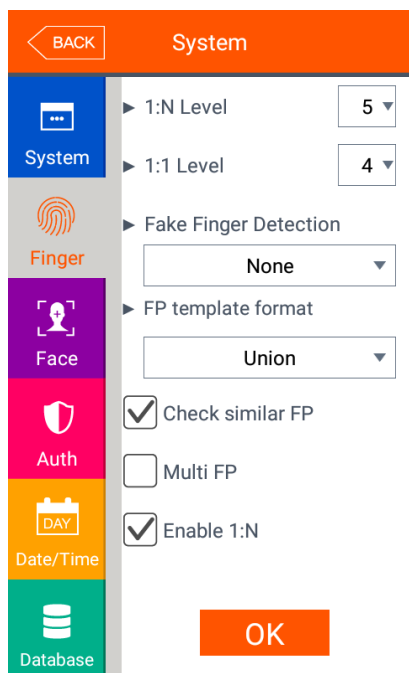 BACK
System
System
Finger
Face
Auth
DAY
Date/Time
Database
► 1:N Level 5
► 1:1 Level 4
► Fake Finger Detection
None
► FP template format
Union
Check similar FP
Multi FP
Enable 1:N
OK